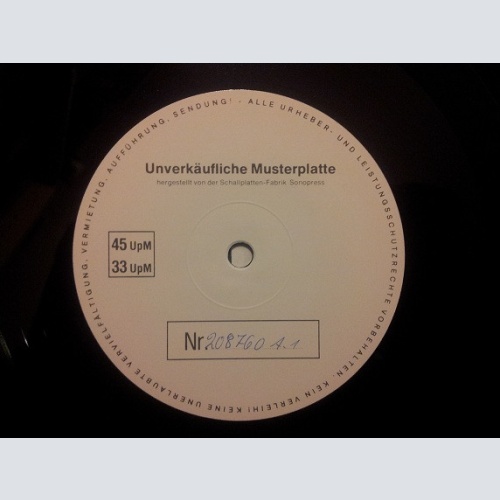 Unverkäufliche Musterplatte
hergestellt von der Schallplatten-Fabrik Sonopress
45 UpM
33 UpM
Nr 208760 A.1
ALLE URHEBER- UND LEISTUNGSSCHUTZRECHTE VORBEHALTEN. KEIN VERLEIH! KEINE UNERLAUBTE VERVIELFÄLTIGUNG, VERMIETUNG, AUFFÜHRUNG, SENDUNG! -